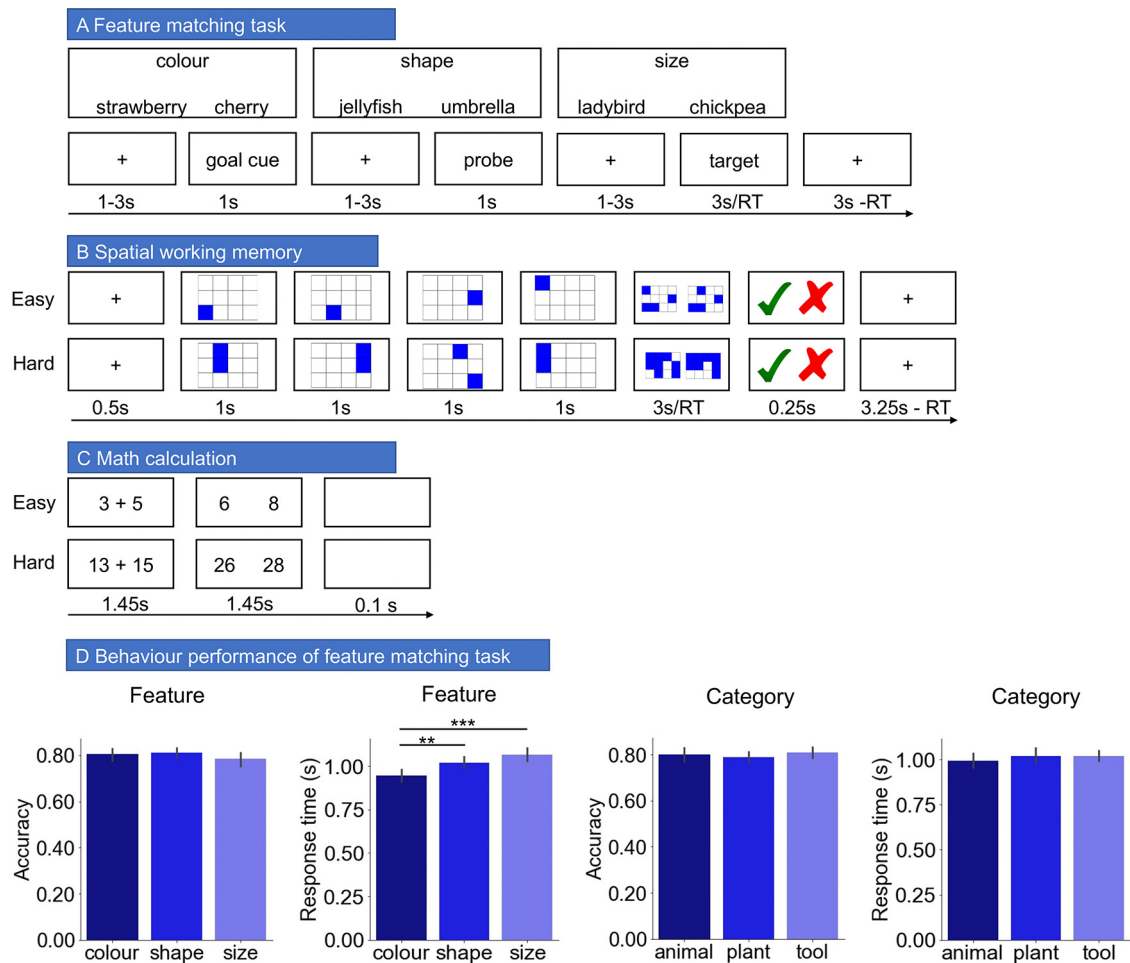 A Feature matching task
colour shape size
strawberry cherry jellyfish umbrella ladybird chickpea
+ goal cue + probe + target +
1-3s 1s 1-3s 1s 1-3s 3s/RT 3s -RT
B Spatial working memory
Easy + +
Hard + +
0.5s 1s 1s 1s 1s 3s/RT 0.25s 3.25s - RT
C Math calculation
Easy 3 + 5 6 8
Hard 13 + 15 26 28
1.45s 1.45s 0.1 s
D Behaviour performance of feature matching task
Feature
Accuracy
0.80
0.60
0.40
0.20
0.00
colour shape size
Feature
Response time (s)
*** 
**
1.00
0.75
0.50
0.25
0.00
colour shape size
Category
Accuracy
0.80
0.60
0.40
0.20
0.00
animal plant tool
Category
Response time (s)
1.00
0.75
0.50
0.25
0.00
animal plant tool